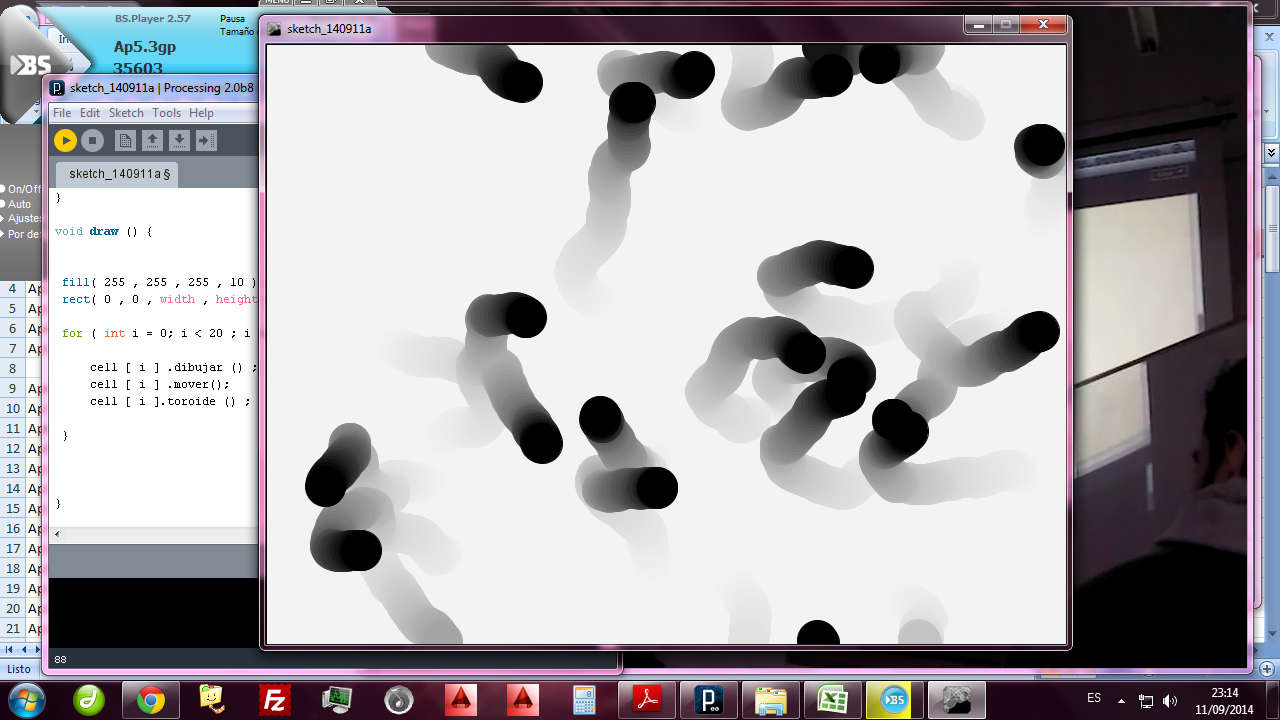 MENU
BS.Player 2.57
Pausa
Tamaño
Ap5.3gp
35603
BS
sketch_140911a
sketch_140911a | Processing 2.0b8
File Edit Sketch Tools Help
sketch_140911a §
On/Off
Auto
Ajustes
Por de
}
void draw () {
fill( 255 , 255 , 255 , 10 )
rect( 0 , 0 , width , height
for ( int i = 0; i < 20 ; i
cell [ i ] .dibujar () ;
cell [ i ] .mover();
cell [ i ].toroide () ;
}
}
4 Ap
5 Ap
6 Ap
7 Ap
8
9 Ap
10 Ap
11 Ap
12 Ap
13 Ap
14 Ap
15 Ap
16 Ap
17 Ap
18 Ap
19 Ap
20 Ap
21 Ap
88
Listo
ES
23:14
11/09/2014